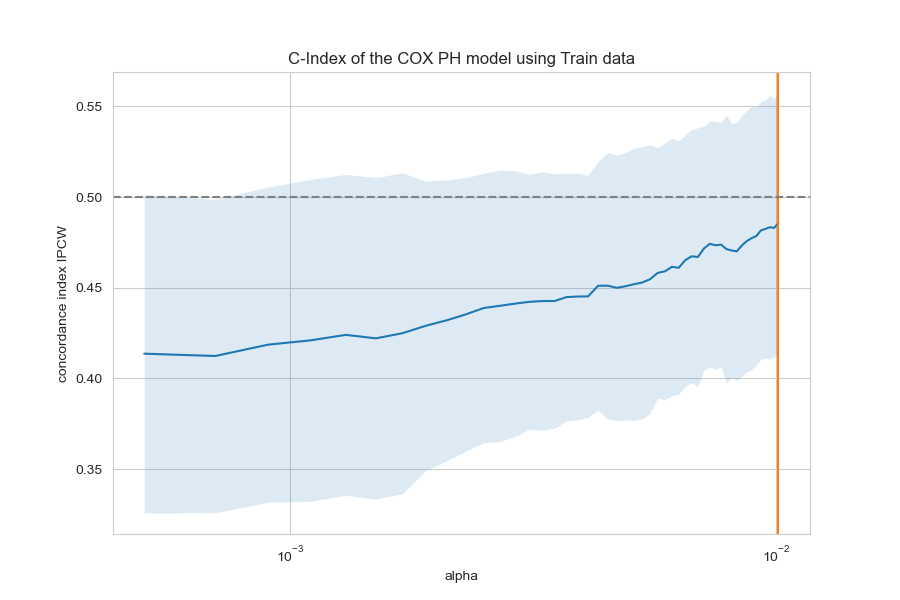 C-Index of the COX PH model using Train data
concordance index IPCW
0.55
0.50
0.45
0.40
0.35
10⁻³
10⁻²
alpha